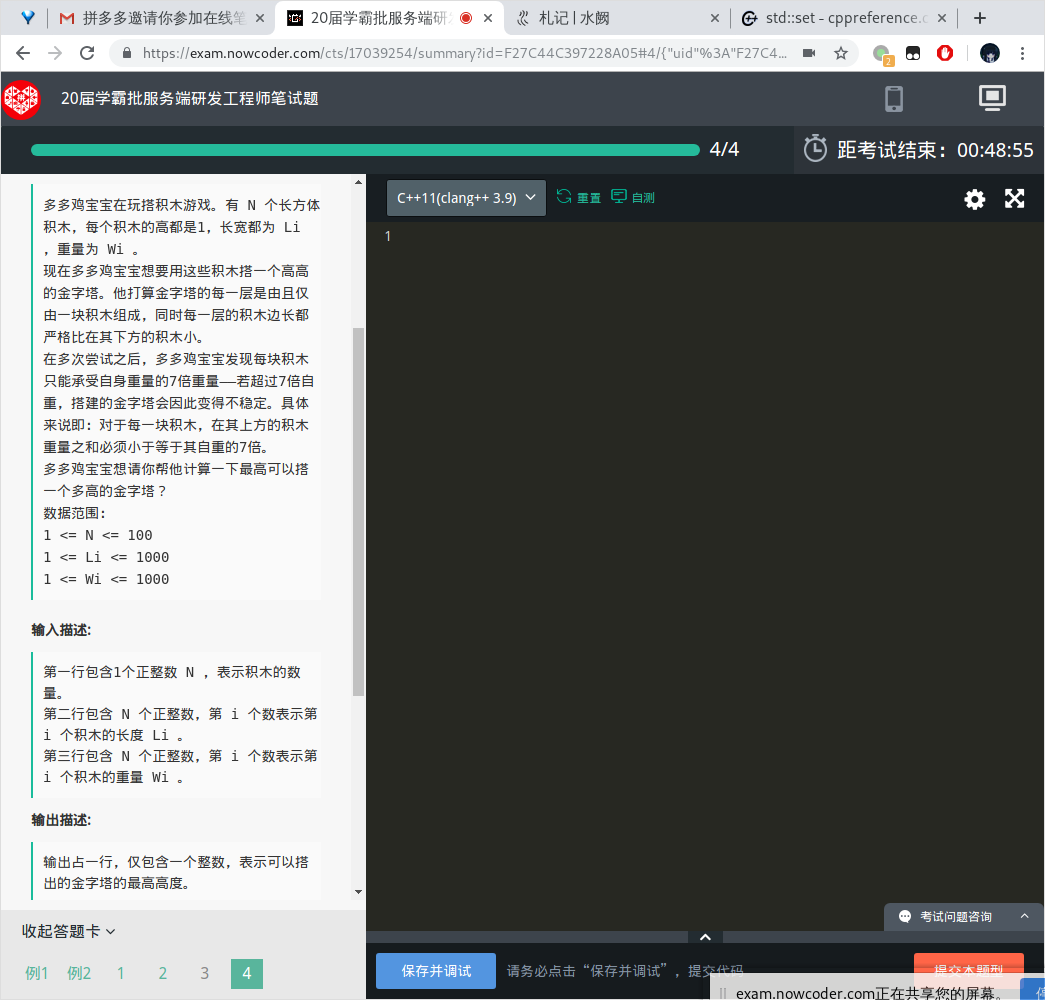 拼多多邀请你参加在线笔
20届学霸批服务端研
札记 | 水阙
std::set - cppreference.c
https://exam.nowcoder.com/cts/17039254/summary?id=F27C44C397228A05#4/{"uid"%3A"F27C4...
2
拼
20届学霸批服务端研发工程师笔试题
4/4
距考试结束: 00:48:55
多多鸡宝宝在玩搭积木游戏。有 N 个长方体
积木，每个积木的高都是1，长宽都为 Li
，重量为 Wi 。
现在多多鸡宝宝想要用这些积木搭一个高高
的金字塔。他打算金字塔的每一层是由且仅
由一块积木组成，同时每一层的积木边长都
严格比在其下方的积木小。
在多次尝试之后，多多鸡宝宝发现每块积木
只能承受自身重量的7倍重量——若超过7倍自
重，搭建的金字塔会因此变得不稳定。具体
来说即: 对于每一块积木，在其上方的积木
重量之和必须小于等于其自重的7倍。
多多鸡宝宝想请你帮他计算一下最高可以搭
一个多高的金字塔？
数据范围:
1 <= N <= 100
1 <= Li <= 1000
1 <= Wi <= 1000
输入描述:
第一行包含1个正整数 N ，表示积木的数
量。
第二行包含 N 个正整数，第 i 个数表示第
i 个积木的长度 Li 。
第三行包含 N 个正整数，第 i 个数表示第
i 个积木的重量 Wi 。
输出描述:
输出占一行，仅包含一个整数，表示可以搭
出的金字塔的最高高度。
收起答题卡
例1 例2 1 2 3 4
C++11(clang++ 3.9) 重置 自测
1
考试问题咨询
保存并调试 请务必点击“保存并调试”，提交代码
提交本题型
exam.nowcoder.com正在共享您的屏幕。